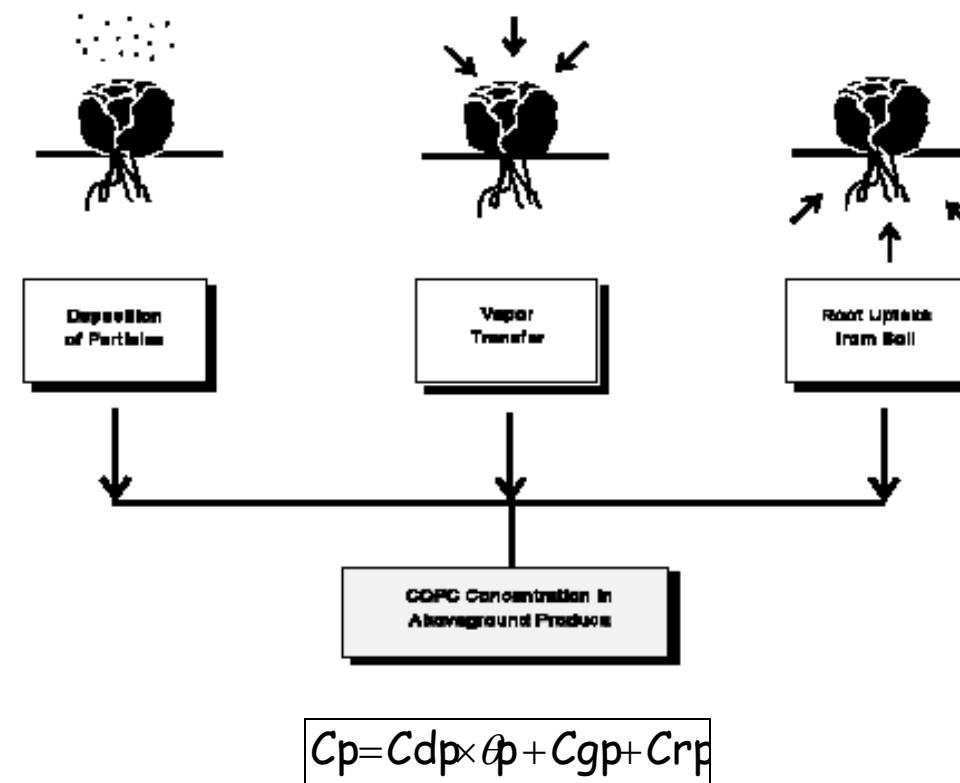 Deposition
of Particles
Vapor
Transfer
Root Uptake
from Soil
COPC Concentration in
Aboveground Produce
Cp=Cdp×θp+Cgp+Crp